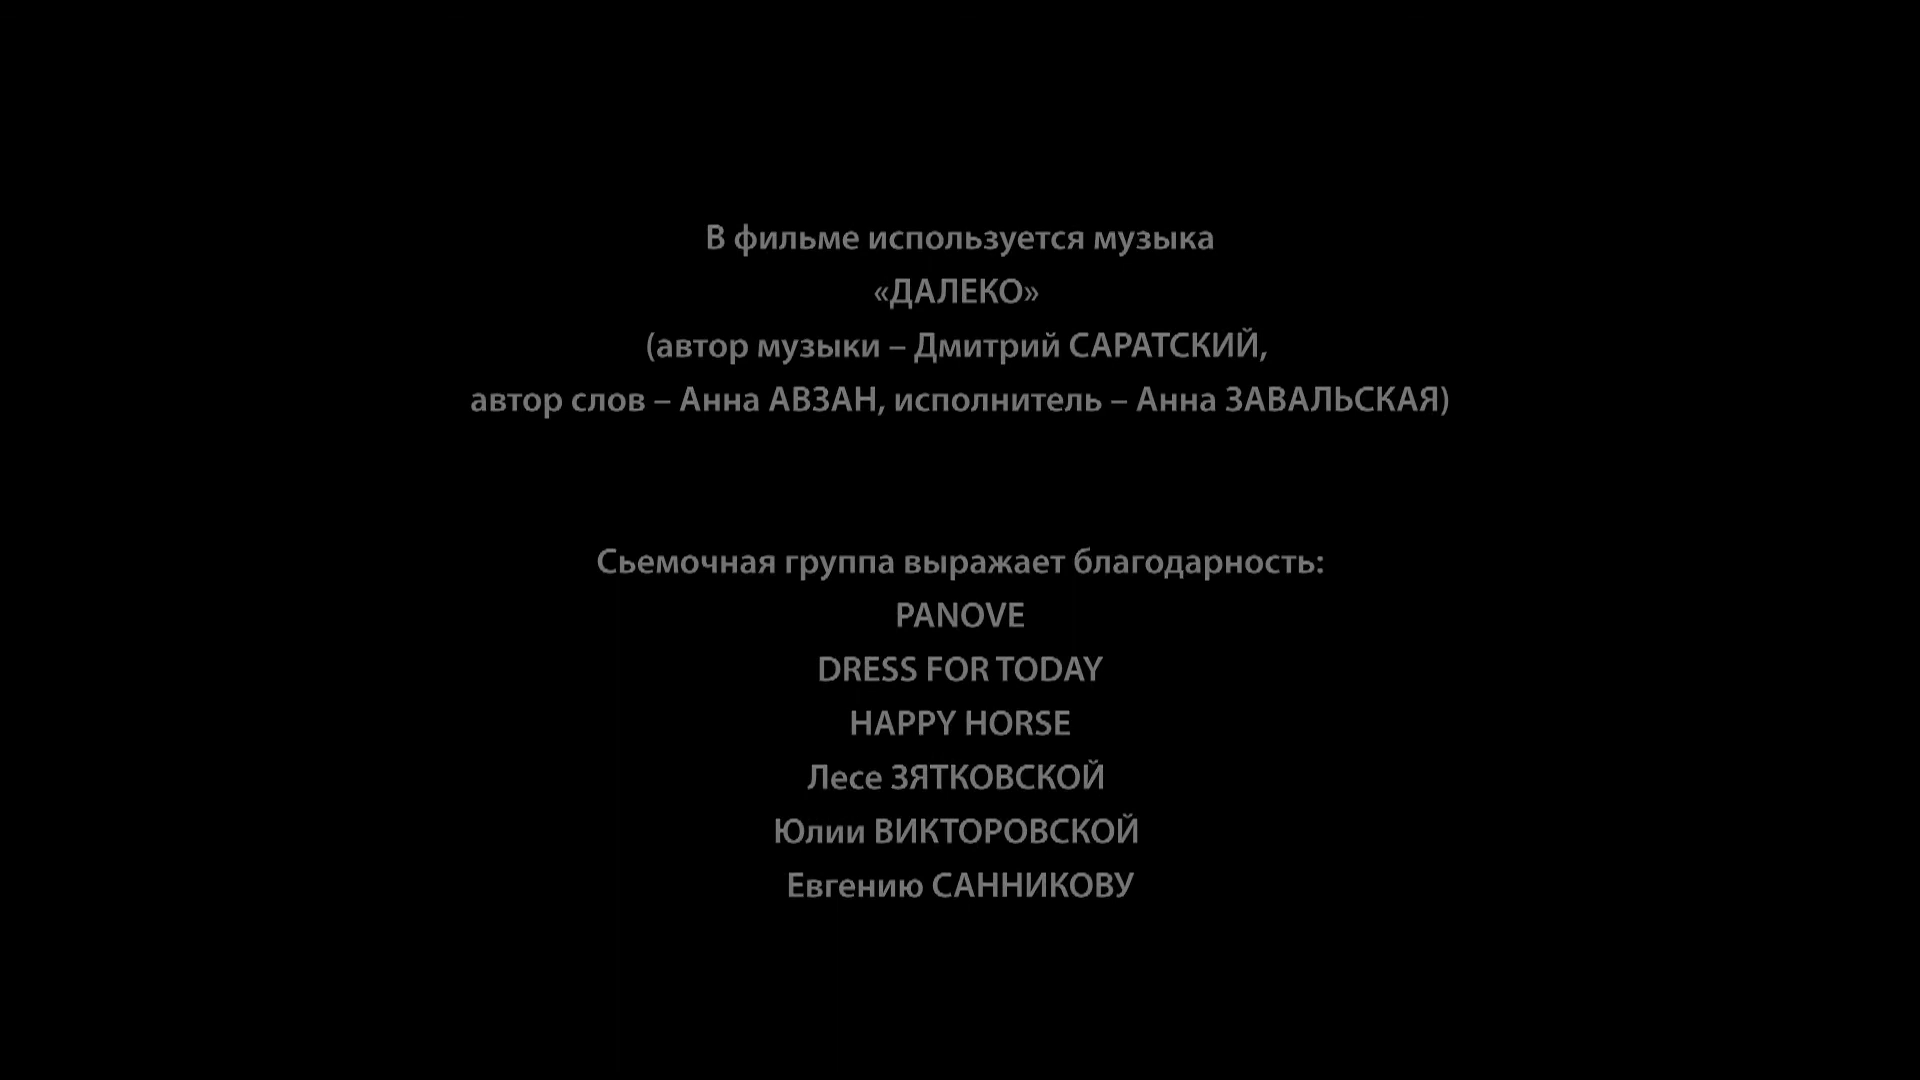 В фильме используется музыка
«ДАЛЕКО»
(автор музыки – Дмитрий САРАТСКИЙ,
автор слов – Анна АВЗАН, исполнитель – Анна ЗАВАЛЬСКАЯ)
Сьемочная группа выражает благодарность:
PANOVE
DRESS FOR TODAY
HAPPY HORSE
Лесе ЗЯТКОВСКОЙ
Юлии ВИКТОРОВСКОЙ
Евгению САННИКОВУ